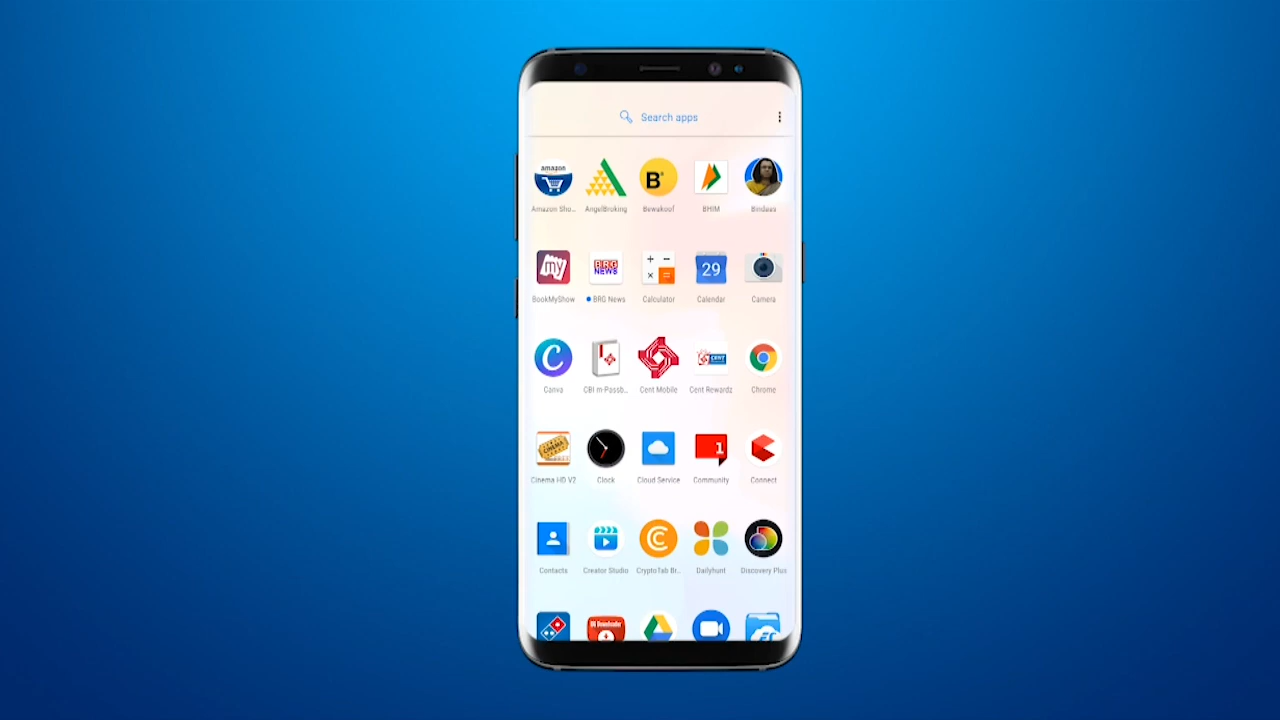 Search apps
amazon
B
Amazon Sho...
AngelBroking
Bewakoof
BHIM
Bindaas
my
BRG
NEWS
29
BookMyShow
BRG News
Calculator
Calendar
Camera
C
CENT
Canva
CBI m-Passb...
Cent Mobile
Cent Rewardz
Chrome
CINEMA
1
Cinema HD V2
Clock
Cloud Service
Community
Connect
Contacts
Creator Studio
CryptoTab Br...
Dailyhunt
Discovery Plus